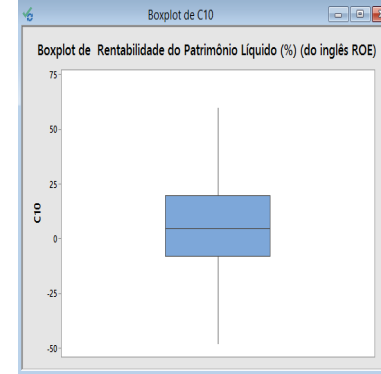 Boxplot de C10
Boxplot de Rentabilidade do Patrimônio Líquido (%) (do inglês ROE)
75
50
25
0
-25
-50
C10